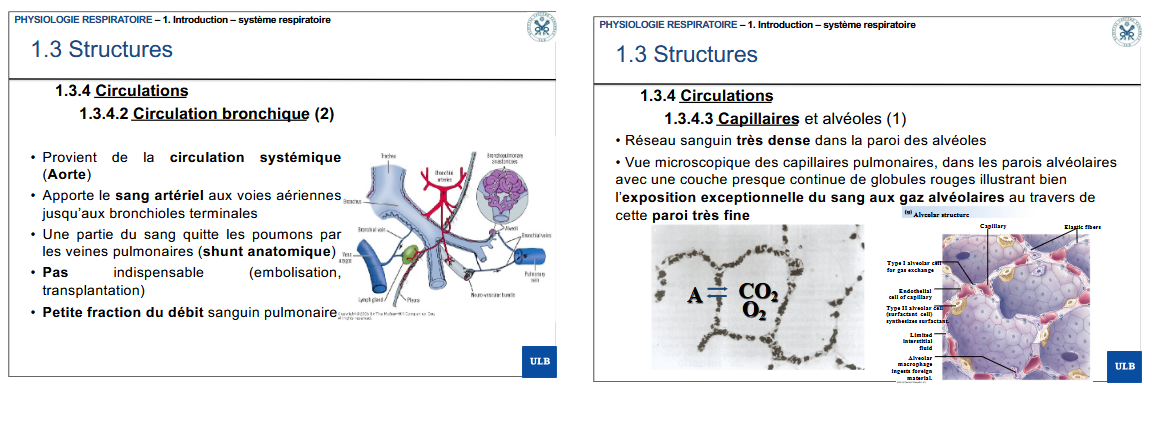 PHYSIOLOGIE RESPIRATOIRE – 1. Introduction – système respiratoire
1.3 Structures
1.3.4 Circulations
1.3.4.2 Circulation bronchique (2)
• Provient de la circulation systémique
(Aorte)
• Apporte le sang artériel aux voies aériennes
jusqu'aux bronchioles terminales
• Une partie du sang quitte les poumons par
les veines pulmonaires (shunt anatomique)
• Pas indispensable (embolisation,
transplantation)
• Petite fraction du débit sanguin pulmonaire
Trachea
Bronchial
arteries
Bronchopulmonary
anastomoses
Bronchus
Bronchial vein
Alveoli
Bronchial veins
Pulmonary
vein
Lymph gland
Pleura
Neuro-vascular bundle
ULB
PHYSIOLOGIE RESPIRATOIRE – 1. Introduction – système respiratoire
1.3 Structures
1.3.4 Circulations
1.3.4.3 Capillaires et alvéoles (1)
• Réseau sanguin très dense dans la paroi des alvéoles
• Vue microscopique des capillaires pulmonaires, dans les parois alvéolaires
avec une couche presque continue de globules rouges illustrant bien
l'exposition exceptionnelle du sang aux gaz alvéolaires au travers de
cette paroi très fine
Alveolar structure
Capillary
Elastic fibers
Type I alveolar cell
for gas exchange
Endothelial
cell of capillary
Type II alveolar cell
(surfactant cell)
synthesizes surfactant.
Limited
interstitial
fluid
Alveolar
macrophage
ingests foreign
material.
A
CO2
O2
ULB